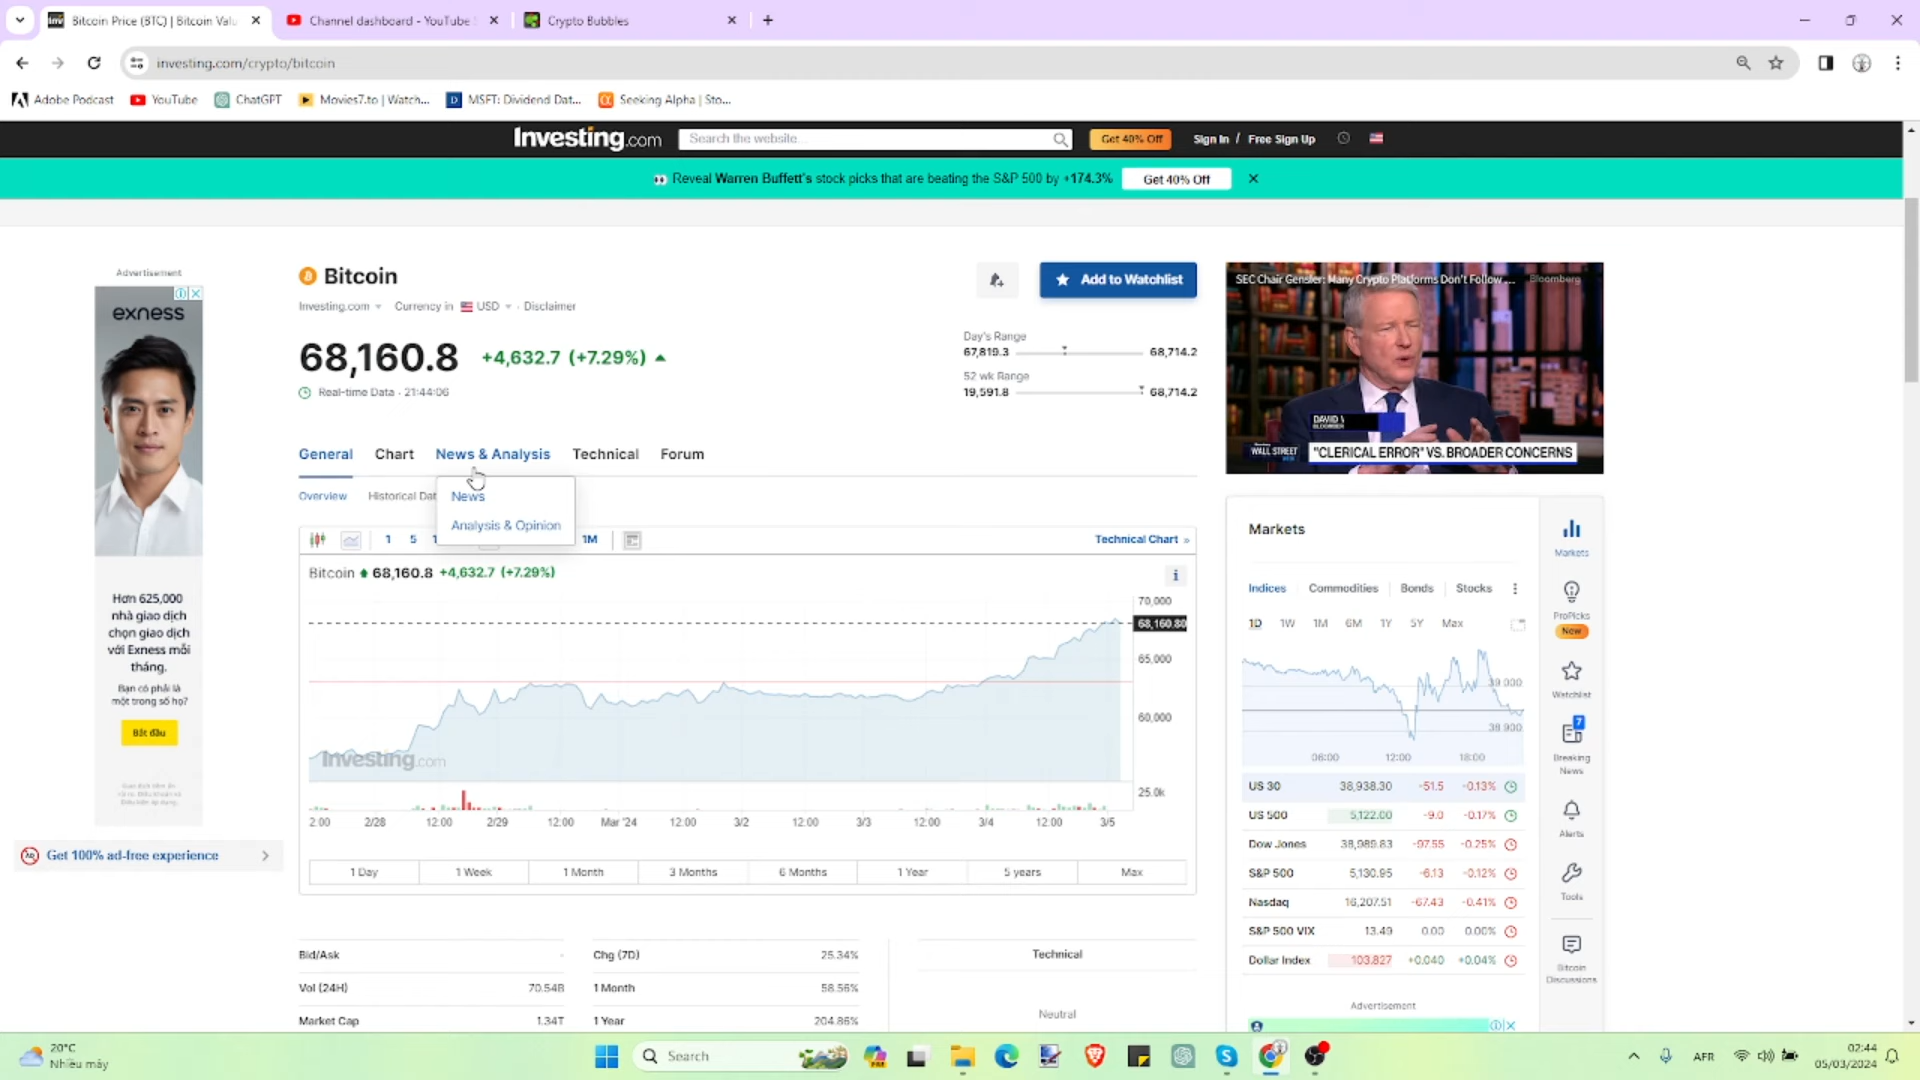 Bitcoin Price (BTC) | Bitcoin Valu
Channel dashboard - YouTube S
Crypto Bubbles
investing.com/crypto/bitcoin
Adobe Podcast
YouTube
ChatGPT
Movies7.to | Watch...
MSFT: Dividend Dat...
Seeking Alpha | Sto...
Investing.com
Search the website...
Get 40% Off
Sign In / Free Sign Up
Reveal Warren Buffett's stock picks that are beating the S&P 500 by +174.3%
Get 40% Off
Advertisement
exness
Hơn 625,000
nhà giao dịch
chọn giao dịch
với Exness mỗi
tháng.
Bạn có phải là
một trong số họ?
Bắt đầu
Get 100% ad-free experience
Bitcoin
Add to Watchlist
Investing.com
Currency in
USD
Disclaimer
68,160.8
+4,632.7 (+7.29%)
Real-time Data · 21:44:06
Day's Range
67,819.3
68,714.2
52 wk Range
19,591.8
68,714.2
General
Chart
News & Analysis
Technical
Forum
Overview
Historical Dat
News
Analysis & Opinion
1
5
1
1M
Technical Chart »
Bitcoin
68,160.8
+4,632.7 (+7.29%)
i
70,000
68,160.80
65,000
60,000
25.0k
Investing.com
2:00
2/28
12:00
2/29
12:00
Mar '24
12:00
3/2
12:00
3/3
12:00
3/4
12:00
3/5
1 Day
1 Week
1 Month
3 Months
6 Months
1 Year
5 years
Max
Bid/Ask
-
Chg (7D)
25.34%
Vol (24H)
70.54B
1 Month
58.56%
Market Cap
1.34T
1 Year
204.86%
Technical
Neutral
SEC Chair Gensler: Many Crypto Platforms Don't Follow ...
Bloomberg
DAVID
BLOOMBERG
WALL STREET
"CLERICAL ERROR" VS. BROADER CONCERNS
Markets
Indices
Commodities
Bonds
Stocks
1D
1W
1M
6M
1Y
5Y
Max
39 000
38 900
06:00
12:00
18:00
US 30
38,938.30
-51.5
-0.13%
US 500
5,122.00
-9.0
-0.17%
Dow Jones
38,989.83
-97.55
-0.25%
S&P 500
5,130.95
-6.13
-0.12%
Nasdaq
16,207.51
-67.43
-0.41%
S&P 500 VIX
13.49
0.00
0.00%
Dollar Index
103.827
+0.040
+0.04%
Advertisement
Markets
ProPicks
New
Watchlist
7
Breaking
News
Alerts
Tools
Bitcoin
Discussions
20°C
Nhiều mây
Search
AFR
02:44
05/03/2024